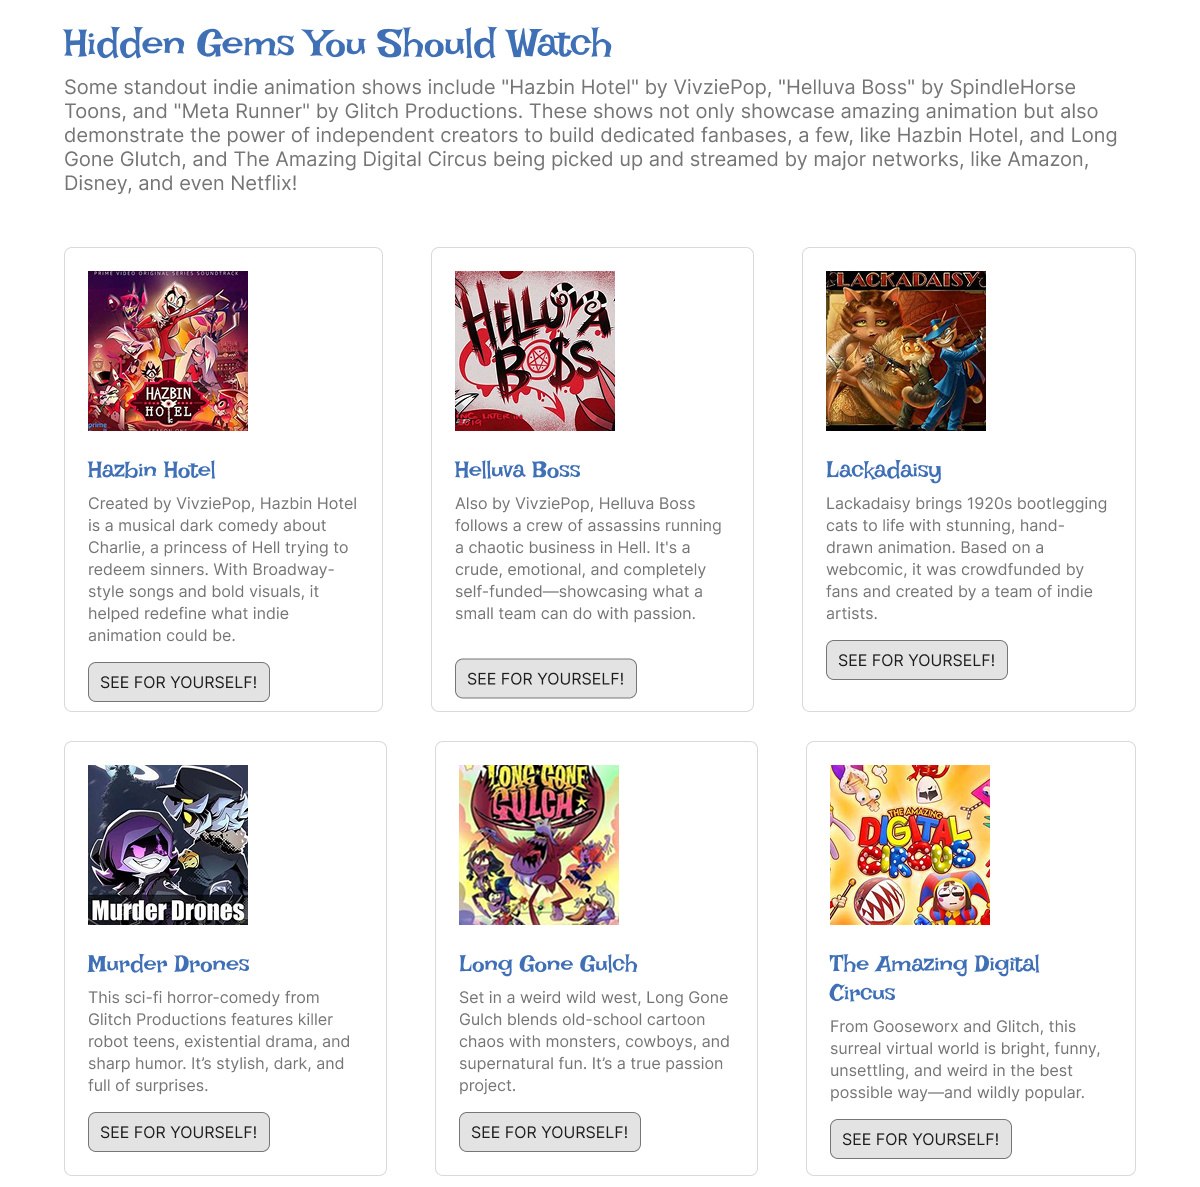 Hidden Gems You Should Watch
Some standout indie animation shows include "Hazbin Hotel" by VivziePop, "Helluva Boss" by SpindleHorse
Toons, and "Meta Runner" by Glitch Productions. These shows not only showcase amazing animation but also
demonstrate the power of independent creators to build dedicated fanbases, a few, like Hazbin Hotel, and Long
Gone Glutch, and The Amazing Digital Circus being picked up and streamed by major networks, like Amazon,
Disney, and even Netflix!
PRIME VIDEO ORIGINAL SERIES SOUNDTRACK
HAZBIN
HOTEL
prime
Hazbin Hotel
Created by VivziePop, Hazbin Hotel
is a musical dark comedy about
Charlie, a princess of Hell trying to
redeem sinners. With Broadway-
style songs and bold visuals, it
helped redefine what indie
animation could be.
SEE FOR YOURSELF!
HELLUVA
BO$S
Helluva Boss
Also by VivziePop, Helluva Boss
follows a crew of assassins running
a chaotic business in Hell. It's a
crude, emotional, and completely
self-funded—showcasing what a
small team can do with passion.
SEE FOR YOURSELF!
LACKADAISY
Lackadaisy
Lackadaisy brings 1920s bootlegging
cats to life with stunning, hand-
drawn animation. Based on a
webcomic, it was crowdfunded by
fans and created by a team of indie
artists.
SEE FOR YOURSELF!
Murder Drones
Murder Drones
This sci-fi horror-comedy from
Glitch Productions features killer
robot teens, existential drama, and
sharp humor. It’s stylish, dark, and
full of surprises.
SEE FOR YOURSELF!
LONG GONE
GULCH
Long Gone Gulch
Set in a weird wild west, Long Gone
Gulch blends old-school cartoon
chaos with monsters, cowboys, and
supernatural fun. It’s a true passion
project.
SEE FOR YOURSELF!
THE AMAZING
DIGITAL
CIRCUS
The Amazing Digital
Circus
From Gooseworx and Glitch, this
surreal virtual world is bright, funny,
unsettling, and weird in the best
possible way—and wildly popular.
SEE FOR YOURSELF!